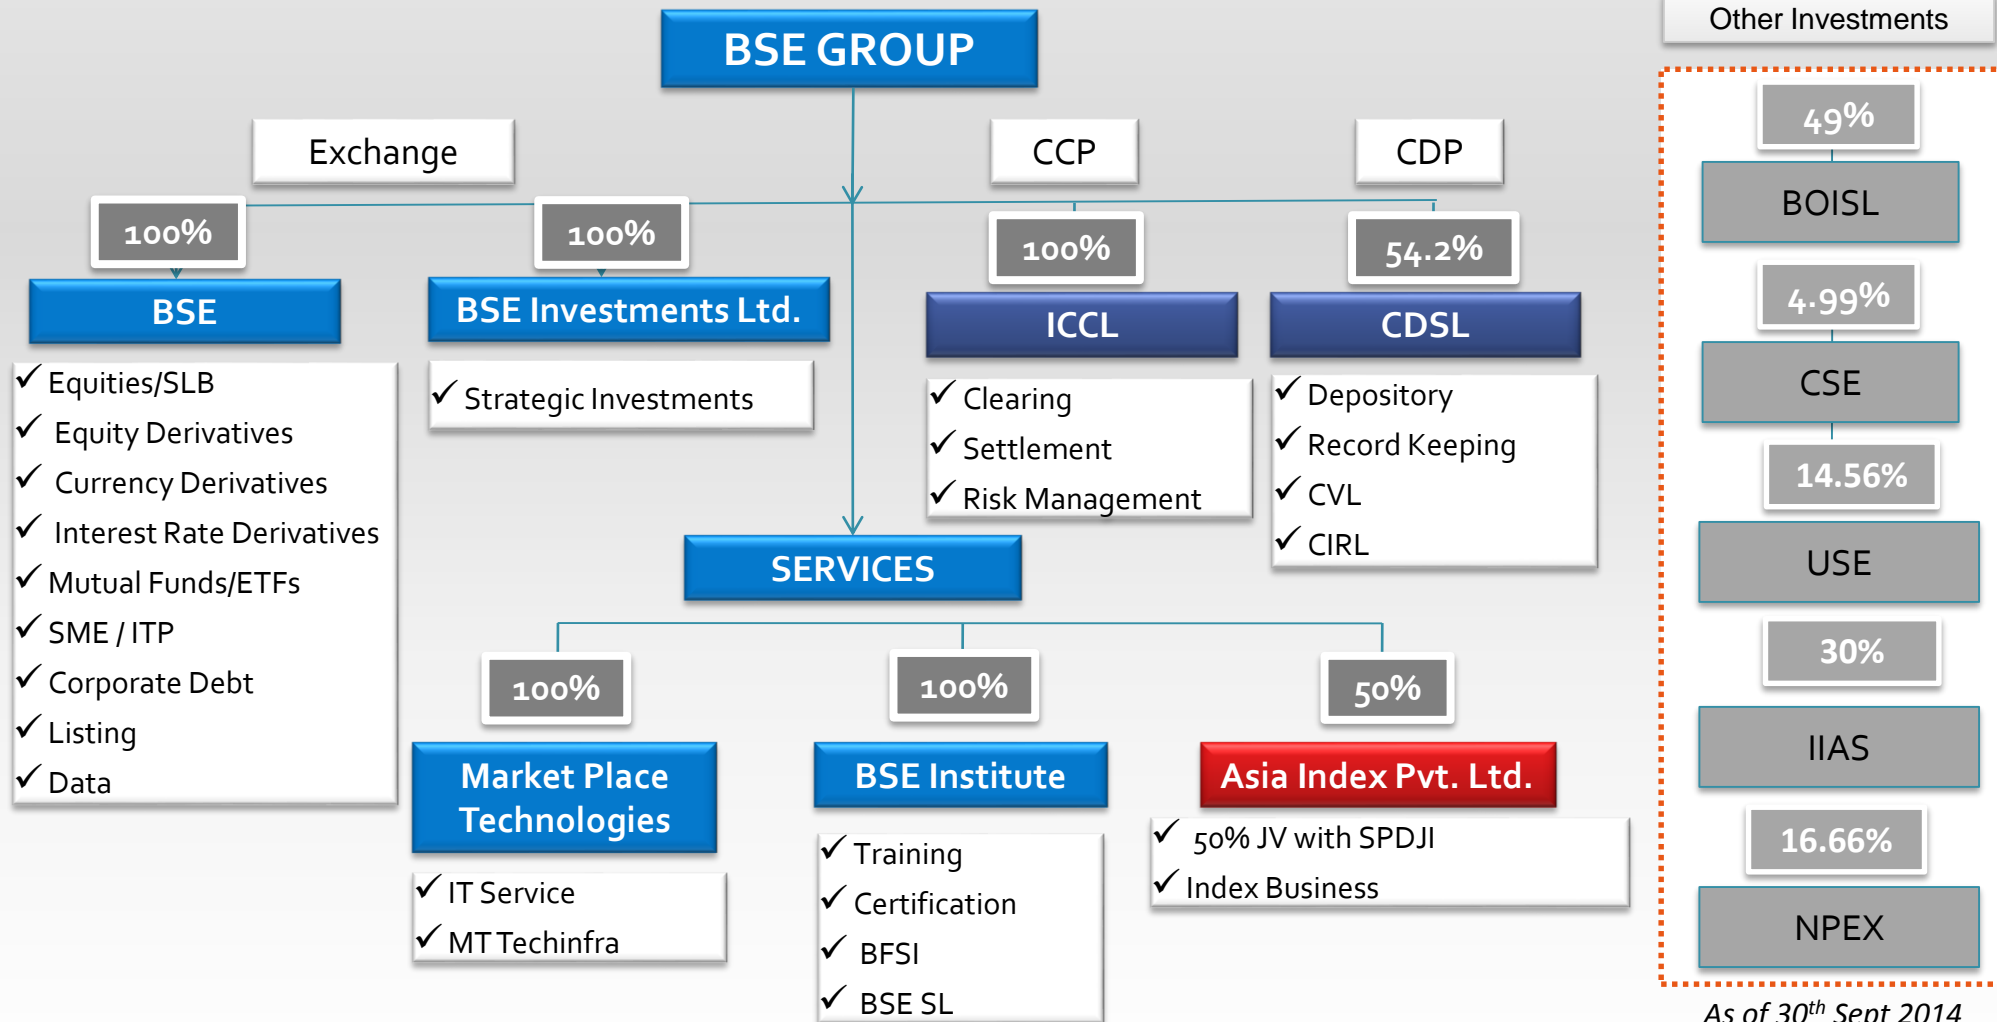 BSE GROUP
Exchange
CCP
CDP
100%
BSE
✓ Equities/SLB
✓ Equity Derivatives
✓ Currency Derivatives
✓ Interest Rate Derivatives
✓ Mutual Funds/ETFs
✓ SME / ITP
✓ Corporate Debt
✓ Listing
✓ Data
100%
BSE Investments Ltd.
✓ Strategic Investments
100%
ICCL
✓ Clearing
✓ Settlement
✓ Risk Management
54.2%
CDSL
✓ Depository
✓ Record Keeping
✓ CVL
✓ CIRL
SERVICES
100%
Market Place
Technologies
✓ IT Service
✓ MT Techinfra
100%
BSE Institute
✓ Training
✓ Certification
✓ BFSI
✓ BSE SL
50%
Asia Index Pvt. Ltd.
✓ 50% JV with SPDJI
✓ Index Business
Other Investments
49%
BOISL
4.99%
CSE
14.56%
USE
30%
IIAS
16.66%
NPEX
As of 30th Sept 2014